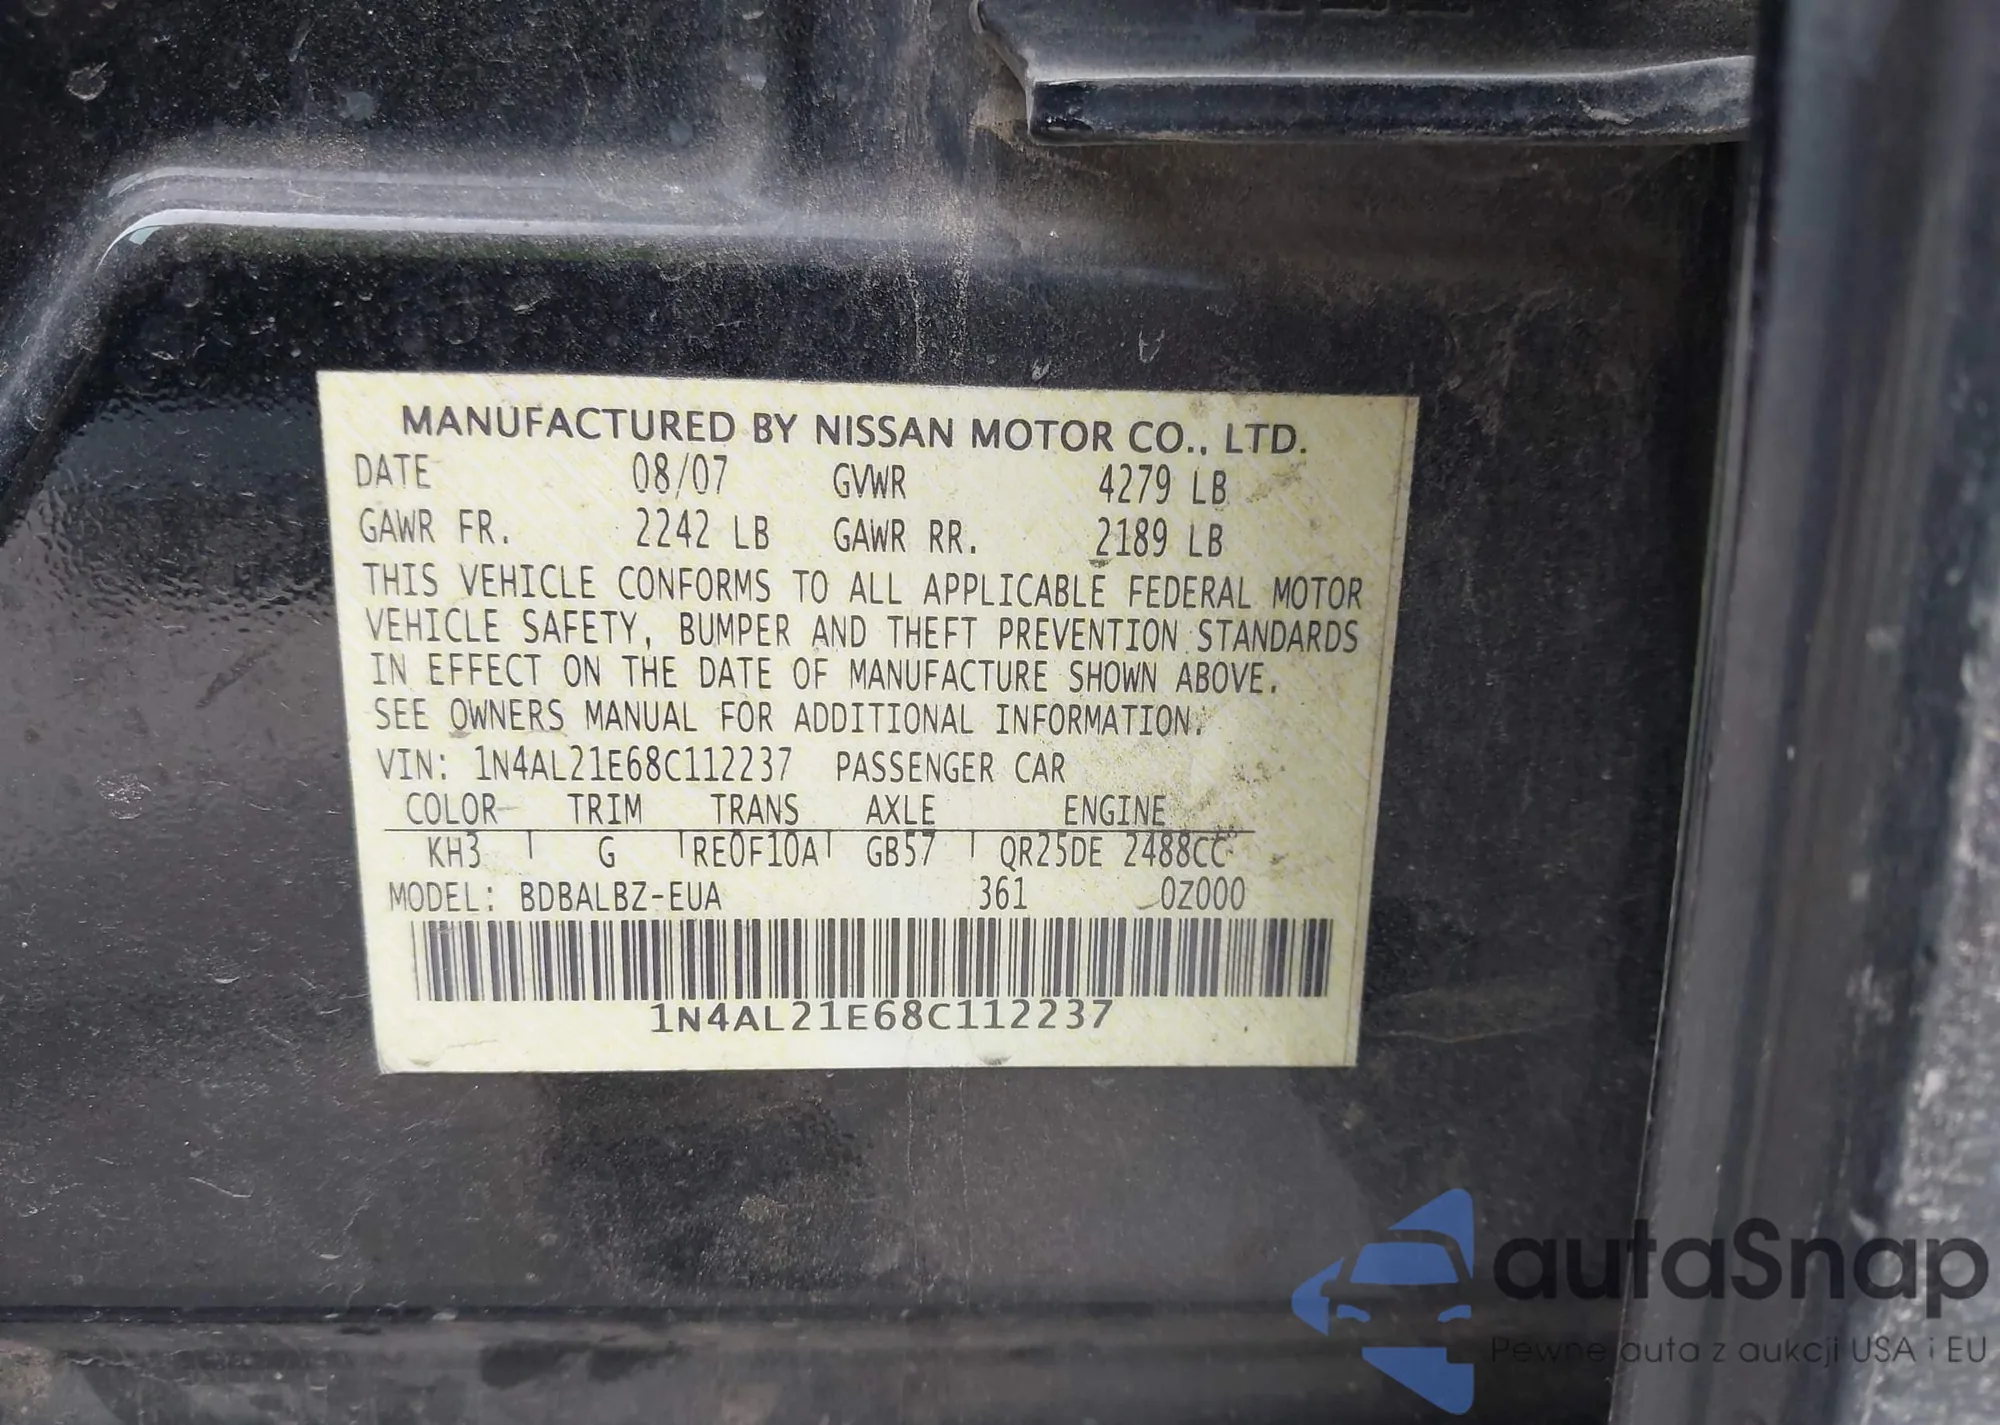 MANUFACTURED BY NISSAN MOTOR CO., LTD.
DATE 08/07 GVWR 4279 LB
GAWR FR. 2242 LB GAWR RR. 2189 LB
THIS VEHICLE CONFORMS TO ALL APPLICABLE FEDERAL MOTOR
VEHICLE SAFETY, BUMPER AND THEFT PREVENTION STANDARDS
IN EFFECT ON THE DATE OF MANUFACTURE SHOWN ABOVE.
SEE OWNERS MANUAL FOR ADDITIONAL INFORMATION.
VIN: 1N4AL21E68C112237 PASSENGER CAR
COLOR TRIM TRANS AXLE ENGINE
KH3 G RE0F10A GB57 QR25DE 2488CC
MODEL: BDBALBZ-EUA 361 0Z000
1N4AL21E68C112237
autaSnap
Pewne auta z aukcji USA i EU